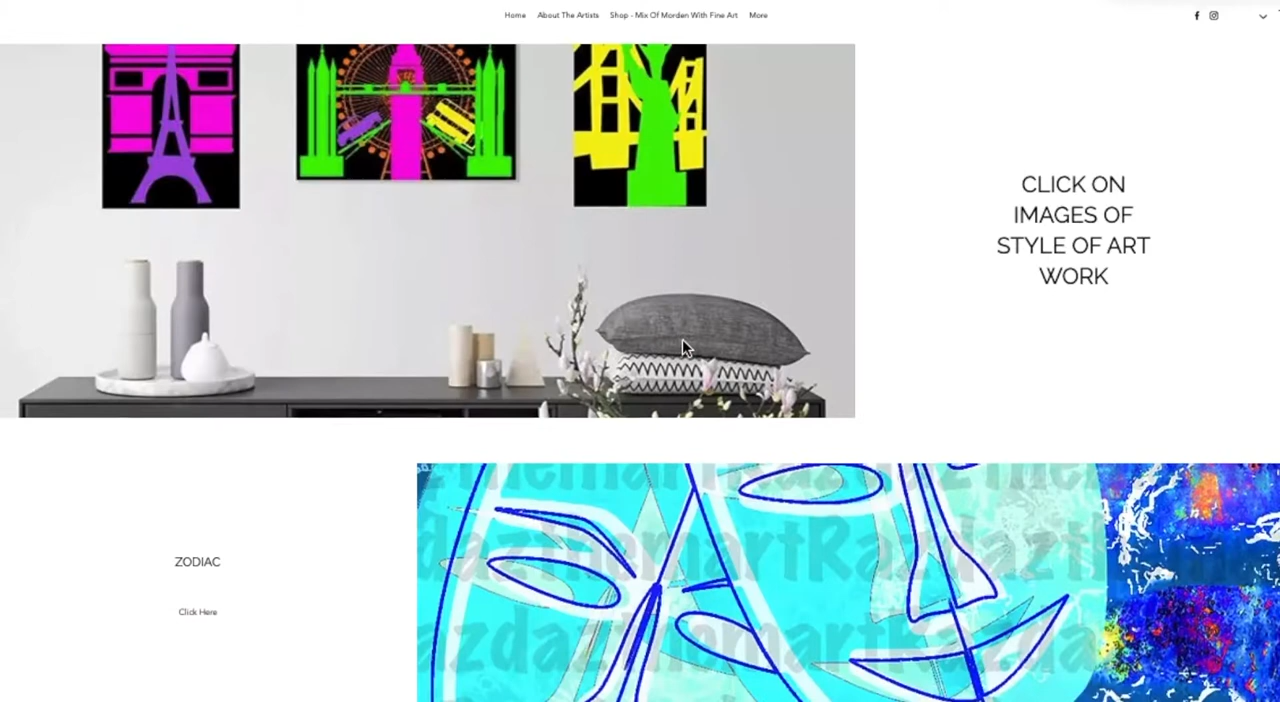 Home About The Artists Shop - Mix Of Morden With Fine Art More
CLICK ON
IMAGES OF
STYLE OF ART
WORK
ZODIAC
Click Here